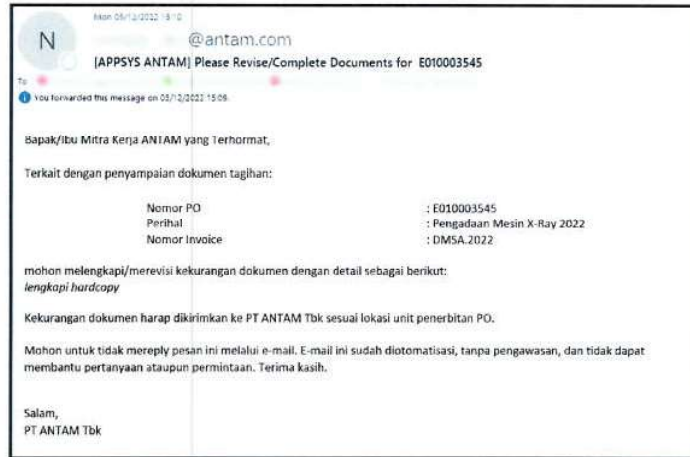 Mon 05/12/2022 15:10
N
@antam.com
[APPSYS ANTAM] Please Revise/Complete Documents for E010003545
To
You forwarded this message on 05/12/2022 15:09.
Bapak/Ibu Mitra Kerja ANTAM yang Terhormat,
Terkait dengan penyampaian dokumen tagihan:
Nomor PO : E010003545
Perihal : Pengadaan Mesin X-Ray 2022
Nomor Invoice : DMSA.2022
mohon melengkapi/merevisi kekurangan dokumen dengan detail sebagai berikut:
lengkapi hardcopy
Kekurangan dokumen harap dikirimkan ke PT ANTAM Tbk sesuai lokasi unit penerbitan PO.
Mohon untuk tidak mereply pesan ini melalui e-mail. E-mail ini sudah diotomatisasi, tanpa pengawasan, dan tidak dapat
membantu pertanyaan ataupun permintaan. Terima kasih.
Salam,
PT ANTAM Tbk